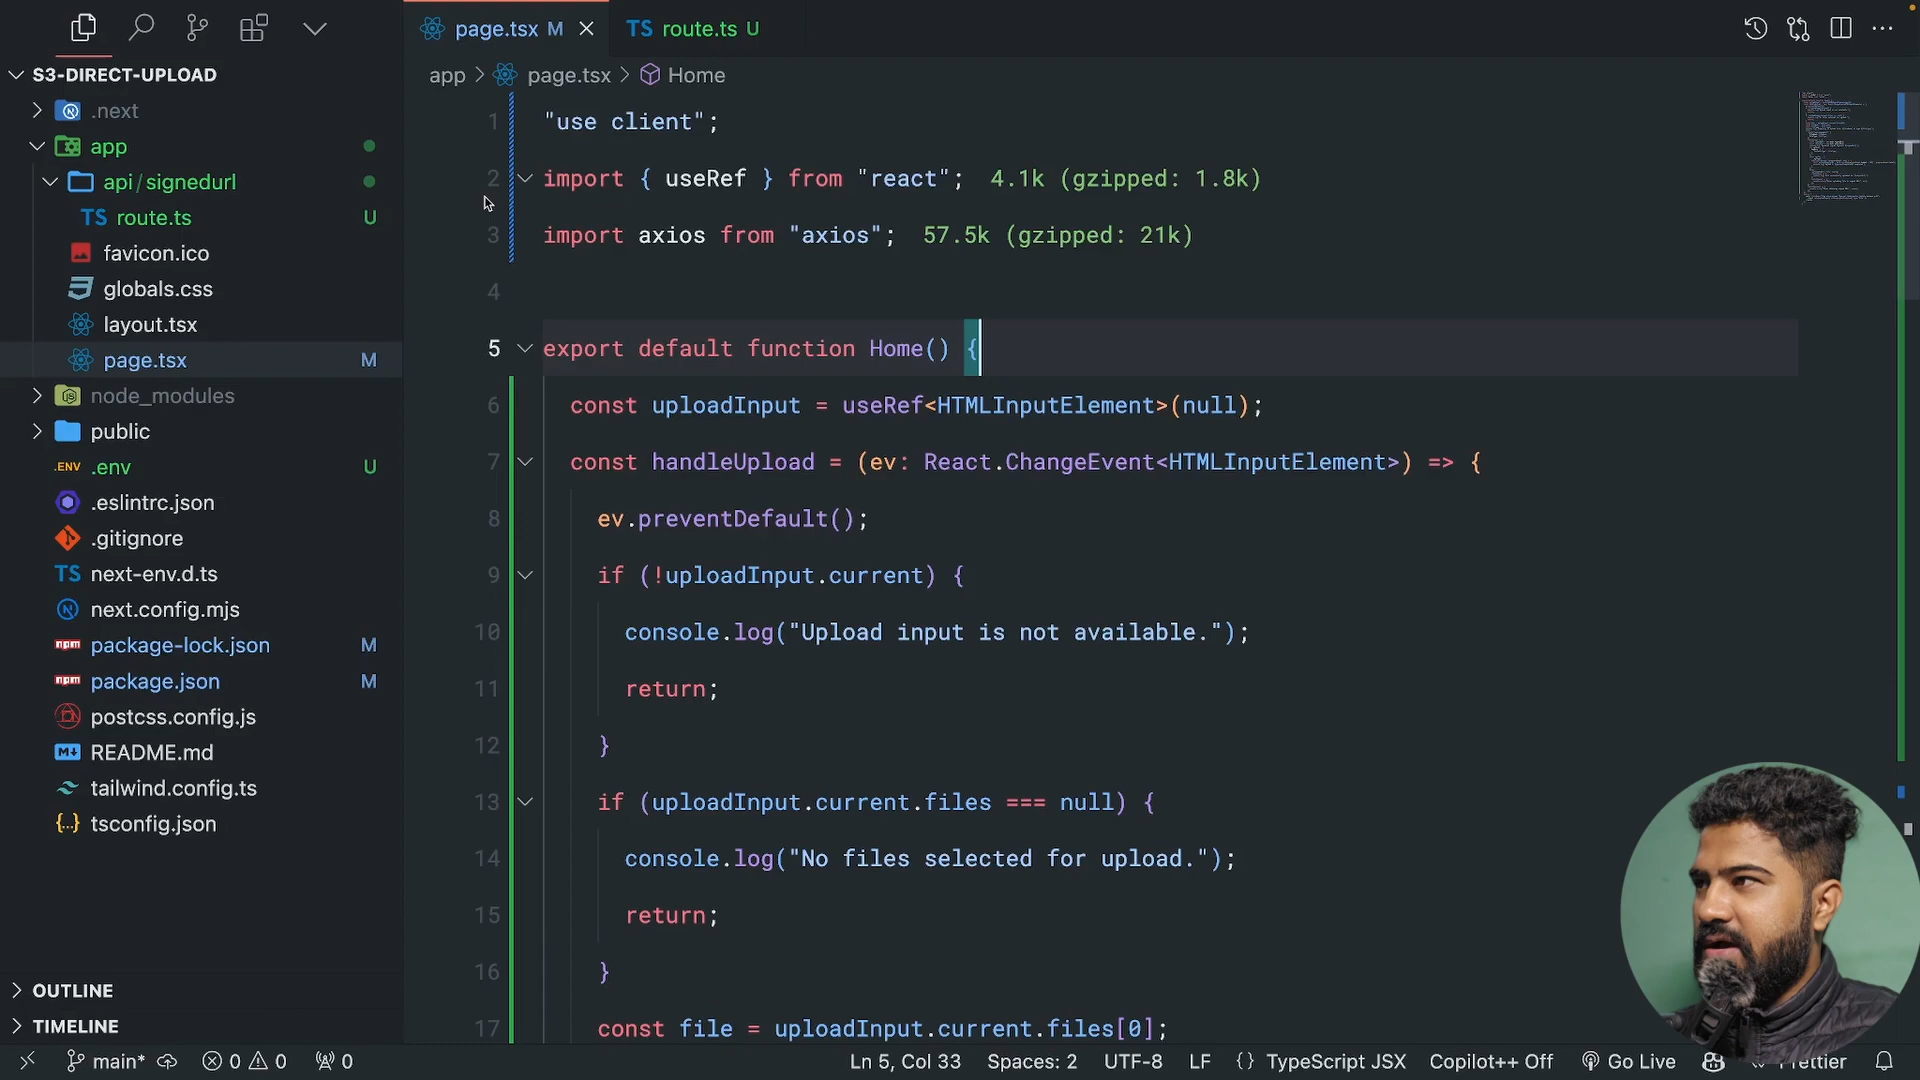 page.tsx M
TS route.ts U
S3-DIRECT-UPLOAD
.next
app
api/signedurl
TS route.ts U
favicon.ico
globals.css
layout.tsx
page.tsx M
node_modules
public
.ENV .env U
.eslintrc.json
.gitignore
TS next-env.d.ts
next.config.mjs
npm package-lock.json M
npm package.json M
postcss.config.js
README.md
tailwind.config.ts
{..} tsconfig.json
OUTLINE
TIMELINE
app > page.tsx > Home
1 "use client";
2 import { useRef } from "react"; 4.1k (gzipped: 1.8k)
3 import axios from "axios"; 57.5k (gzipped: 21k)
4
5 export default function Home() {
6 const uploadInput = useRef<HTMLInputElement>(null);
7 const handleUpload = (ev: React.ChangeEvent<HTMLInputElement>) => {
8 ev.preventDefault();
9 if (!uploadInput.current) {
10 console.log("Upload input is not available.");
11 return;
12 }
13 if (uploadInput.current.files === null) {
14 console.log("No files selected for upload.");
15 return;
16 }
17 const file = uploadInput.current.files[0];
main* 0 0 0 Ln 5, Col 33 Spaces: 2 UTF-8 LF {} TypeScript JSX Copilot++ Off Go Live Prettier